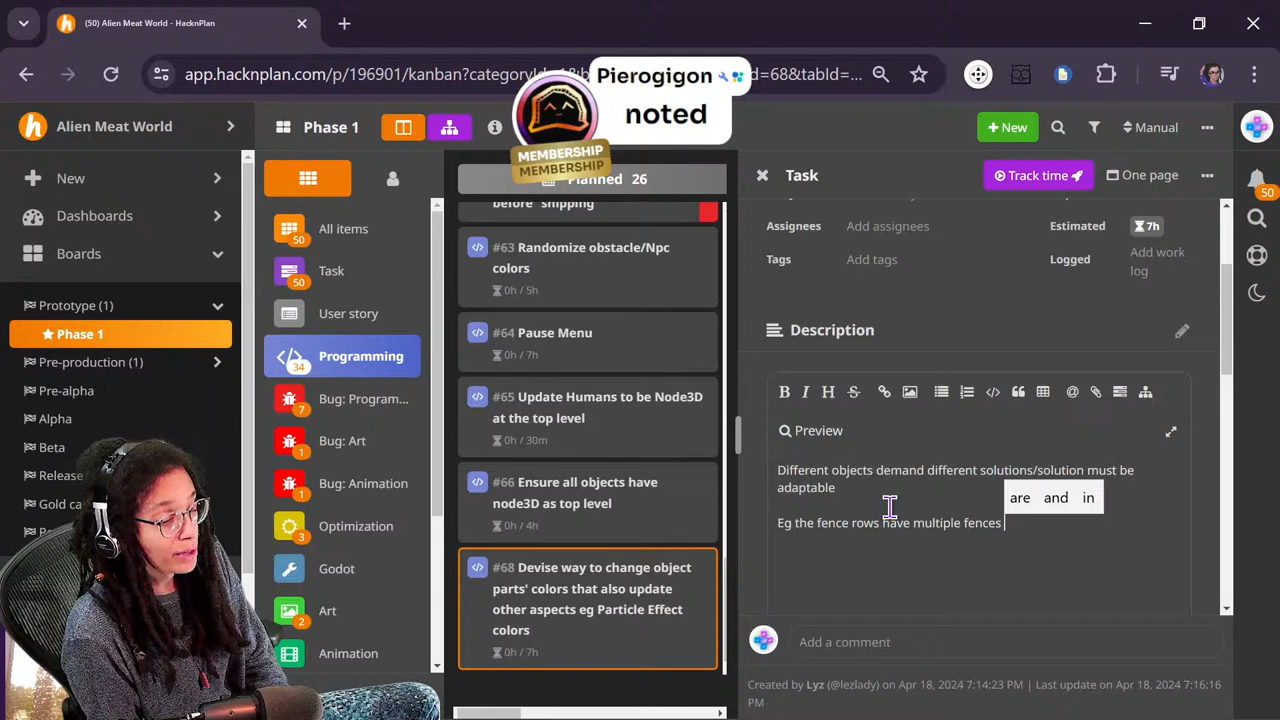 (50) Alien Meat World - HacknPlan
app.hacknplan.com/p/196901/kanban?categoryId
d=68&tabId=...
Pierogigon
noted
MEMBERSHIP
MEMBERSHIP
Alien Meat World
New
Dashboards
Boards
Prototype (1)
Phase 1
Pre-production (1)
Pre-alpha
Alpha
Beta
Release
Gold ca
Phase 1
All items
50
Task
50
User story
Programming
34
Bug: Program...
7
Bug: Art
1
Bug: Animation
1
Optimization
6
Godot
Art
2
Animation
Planned 26
before shipping
#63 Randomize obstacle/Npc
colors
0h / 5h
#64 Pause Menu
0h / 7h
#65 Update Humans to be Node3D
at the top level
0h / 30m
#66 Ensure all objects have
node3D as top level
0h / 4h
#68 Devise way to change object
parts' colors that also update
other aspects eg Particle Effect
colors
0h / 7h
+ New
Manual
50
Task
Track time
One page
Assignees
Add assignees
Estimated
7h
Tags
Add tags
Logged
Add work
log
Description
B I H S
Preview
Different objects demand different solutions/solution must be
adaptable
are and in
Eg the fence rows have multiple fences
Add a comment
Created by Lyz (@lezlady) on Apr 18, 2024 7:14:23 PM | Last update on Apr 18, 2024 7:16:16
PM